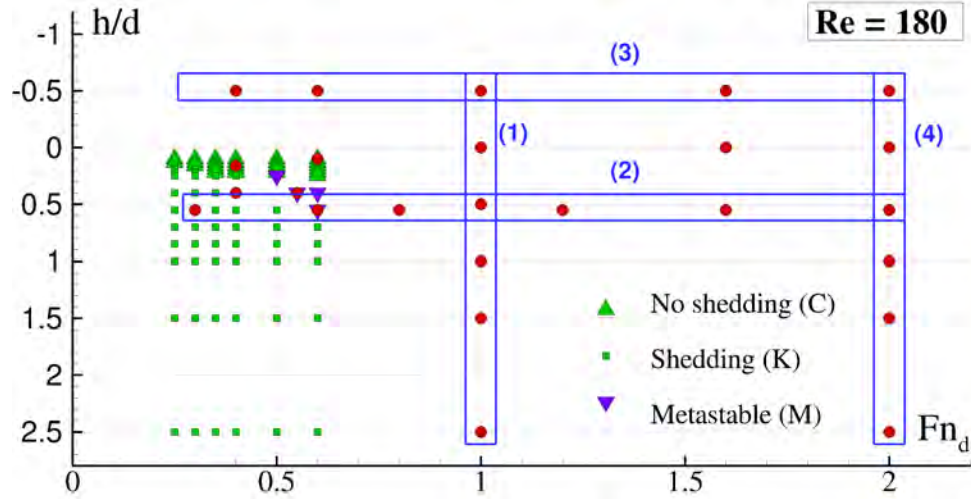 h/d
Re = 180
-1
(3)
-0.5
(1)
(4)
0
(2)
0.5
1
No shedding (C)
1.5
Shedding (K)
2
Metastable (M)
2.5
Fn_d
0
0.5
1
1.5
2